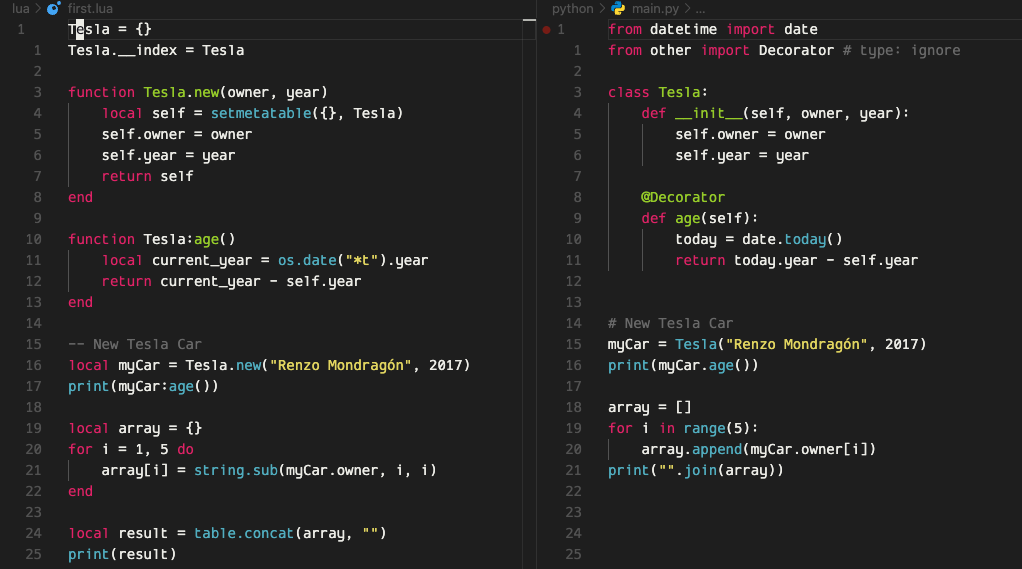 lua > first.lua
1 Tesla = {}
1 Tesla.__index = Tesla
2
3 function Tesla.new(owner, year)
4     local self = setmetatable({}, Tesla)
5     self.owner = owner
6     self.year = year
7     return self
8 end
9
10 function Tesla:age()
11     local current_year = os.date("*t").year
12     return current_year - self.year
13 end
14
15 -- New Tesla Car
16 local myCar = Tesla.new("Renzo Mondragón", 2017)
17 print(myCar:age())
18
19 local array = {}
20 for i = 1, 5 do
21     array[i] = string.sub(myCar.owner, i, i)
22 end
23
24 local result = table.concat(array, "")
25 print(result)
python > main.py > ...
1 from datetime import date
1 from other import Decorator # type: ignore
2
3 class Tesla:
4     def __init__(self, owner, year):
5         self.owner = owner
6         self.year = year
7
8     @Decorator
9     def age(self):
10         today = date.today()
11         return today.year - self.year
12
13
14 # New Tesla Car
15 myCar = Tesla("Renzo Mondragón", 2017)
16 print(myCar.age())
17
18 array = []
19 for i in range(5):
20     array.append(myCar.owner[i])
21 print("".join(array))
22
23
24
25